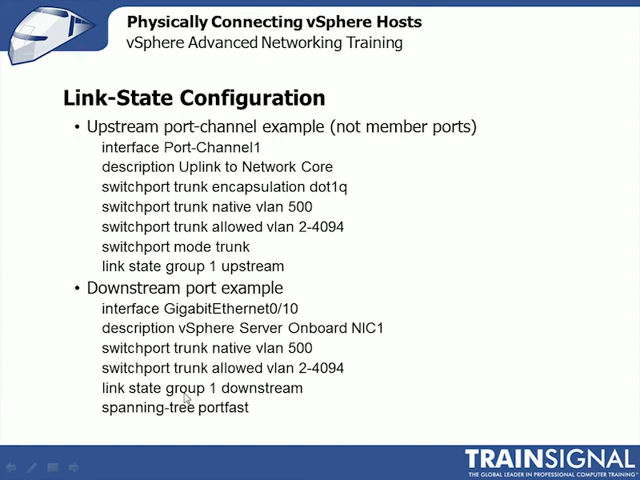 Physically Connecting vSphere Hosts
vSphere Advanced Networking Training
Link-State Configuration
• Upstream port-channel example (not member ports)
interface Port-Channel1
description Uplink to Network Core
switchport trunk encapsulation dot1q
switchport trunk native vlan 500
switchport trunk allowed vlan 2-4094
switchport mode trunk
link state group 1 upstream
• Downstream port example
interface GigabitEthernet0/10
description vSphere Server Onboard NIC1
switchport trunk native vlan 500
switchport trunk allowed vlan 2-4094
link state group 1 downstream
spanning-tree portfast
TRAINSIGNAL
THE GLOBAL LEADER IN PROFESSIONAL COMPUTER TRAINING